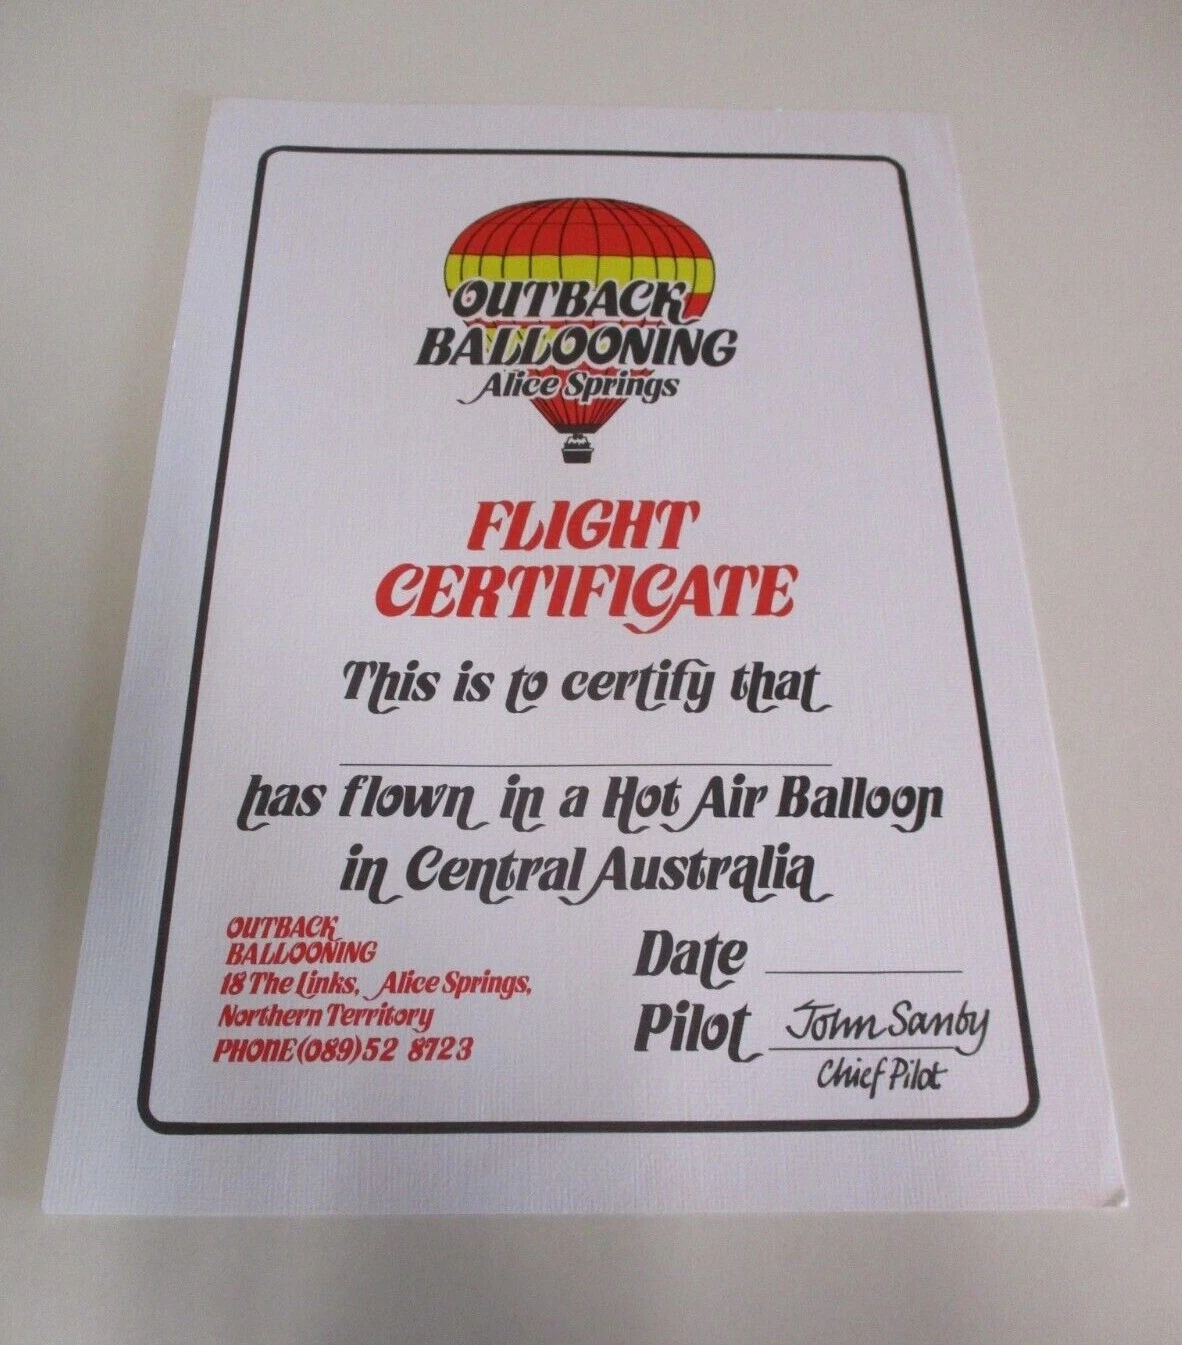 OUTBACK
BALLOONING
Alice Springs
FLIGHT
CERTIFICATE
This is to certify that
has flown in a Hot Air Balloon
in Central Australia
OUTBACK
BALLOONING
18 The Links, Alice Springs,
Northern Territory
PHONE (089) 52 8723
Date
Pilot John Sanby
Chief Pilot